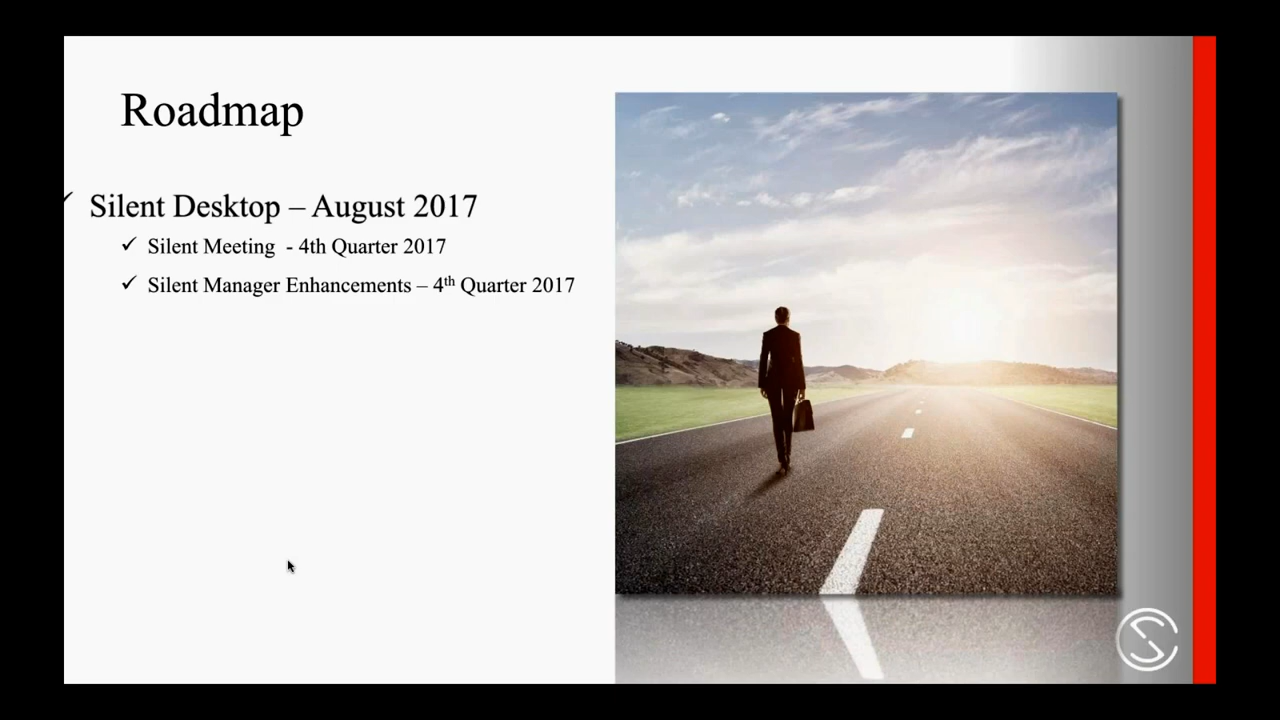 Roadmap
✓ Silent Desktop – August 2017
✓ Silent Meeting - 4th Quarter 2017
✓ Silent Manager Enhancements – 4th Quarter 2017